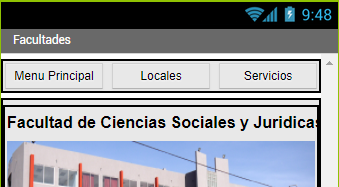 9:48
Facultades
Menu Principal Locales Servicios
Facultad de Ciencias Sociales y Juridicas